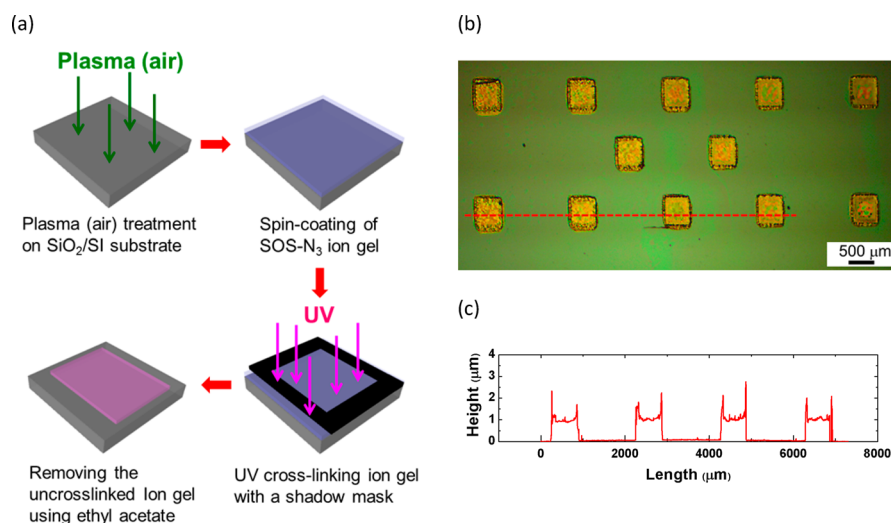 (a)
Plasma (air)
Plasma (air) treatment
on SiO₂/SI substrate
Spin-coating of
SOS-N₃ ion gel
UV
Removing the
uncrosslinked Ion gel
using ethyl acetate
UV cross-linking ion gel
with a shadow mask
(b)
500 μm
(c)
Height (μm)
4
3
2
1
0
0 2000 4000 6000 8000
Length (μm)